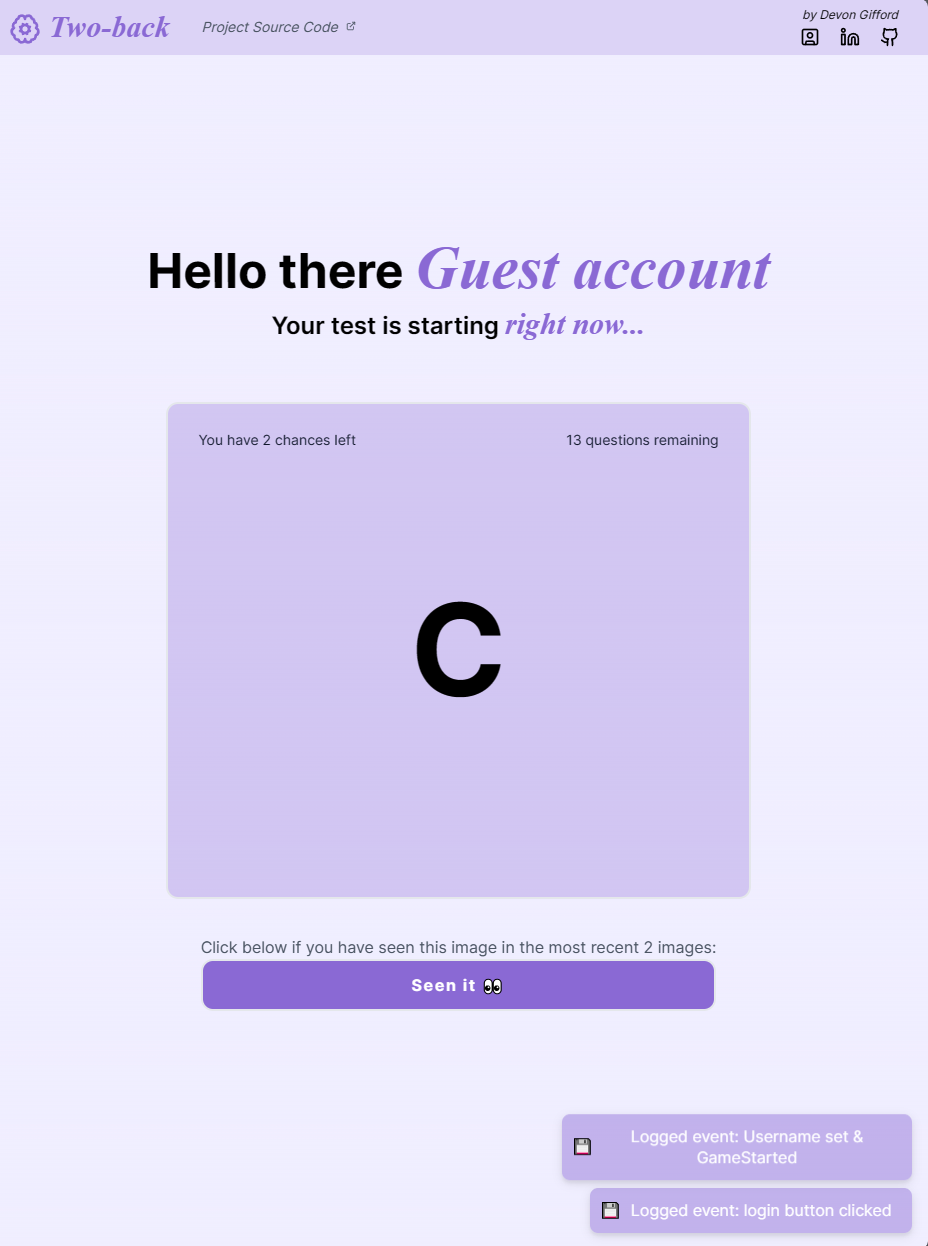 Two-back
Project Source Code
by Devon Gifford
Hello there Guest account
Your test is starting right now...
You have 2 chances left
13 questions remaining
C
Click below if you have seen this image in the most recent 2 images:
Seen it 👀
Logged event: Username set &
GameStarted
Logged event: login button clicked